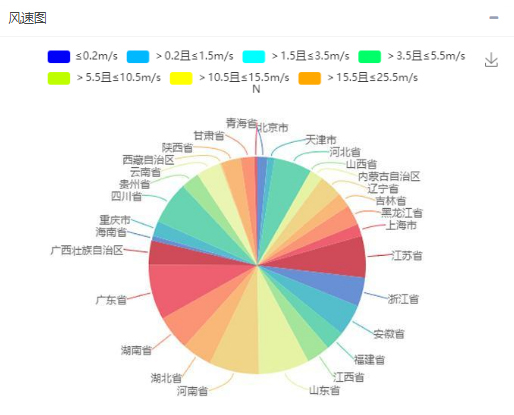 风速图
≤0.2m/s > 0.2且≤1.5m/s > 1.5且≤3.5m/s > 3.5且≤5.5m/s
> 5.5且≤10.5m/s > 10.5且≤15.5m/s > 15.5且≤25.5m/s
N
青海省
北京市
甘肃省
天津市
陕西省
河北省
西藏自治区
山西省
云南省
内蒙古自治区
贵州省
辽宁省
四川省
吉林省
黑龙江省
重庆市
上海市
海南省
广西壮族自治区
江苏省
广东省
浙江省
安徽省
湖南省
福建省
湖北省
江西省
河南省
山东省